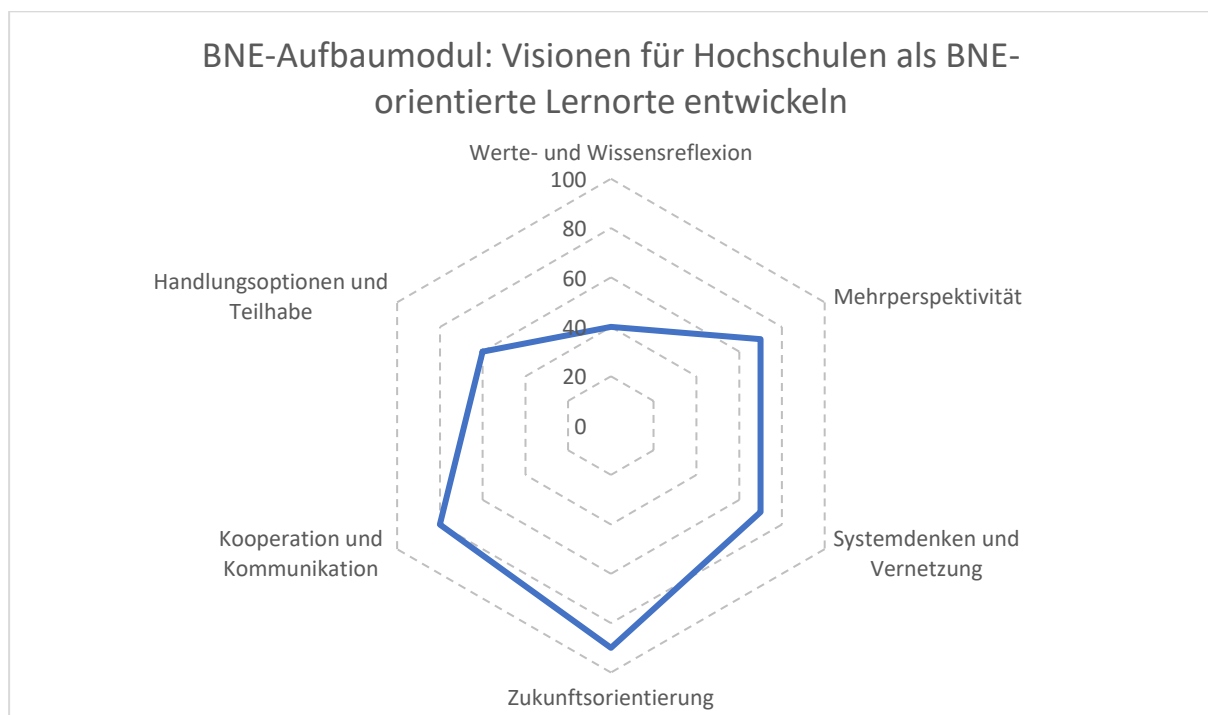 BNE-Aufbaumodul: Visionen für Hochschulen als BNE-
orientierte Lernorte entwickeln
Werte- und Wissensreflexion
100
80
60
40
20
0
Mehrperspektivität
Systemdenken und
Vernetzung
Zukunftsorientierung
Kooperation und
Kommunikation
Handlungsoptionen und
Teilhabe